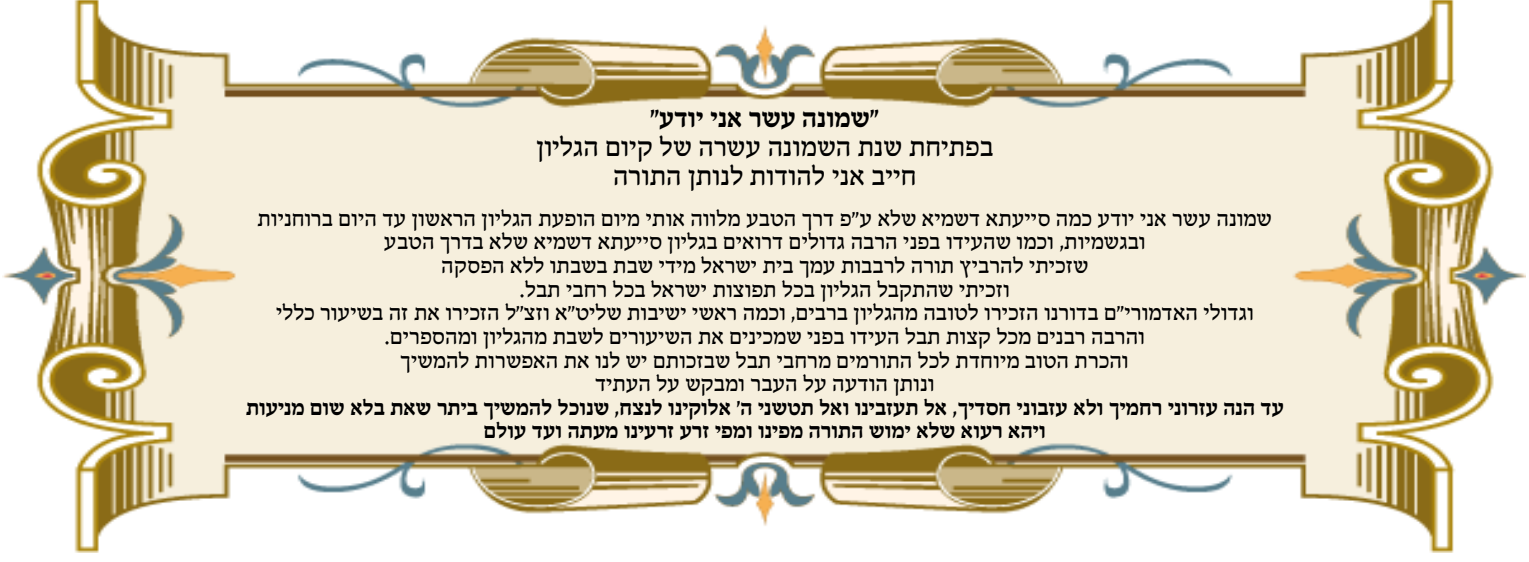 "שמונה עשר אני יודע"
בפתיחת שנת השמונה עשרה של קיום הגליון
חייב אני להודות לנותן התורה
שמונה עשר אני יודע כמה סייעתא דשמיא שלא ע"פ דרך הטבע מלווה אותי מיום הופעת הגליון הראשון עד היום ברוחניות
ובגשמיות, וכמו שהעידו בפני הרבה גדולים דרואים בגליון סייעתא דשמיא שלא בדרך הטבע
שזכיתי להרביץ תורה לרבבות עמך בית ישראל מידי שבת בשבתו ללא הפסקה
וזכיתי שהתקבל הגליון בכל תפוצות ישראל בכל רחבי תבל.
וגדולי האדמורי"ם בדורנו הזכירו לטובה מהגליון ברבים, וכמה ראשי ישיבות שליט"א וזצ"ל הזכירו את זה בשיעור כללי
והרבה רבנים מכל קצות תבל העידו בפני שמכינים את השיעורים לשבת מהגליון ומהספרים.
והכרת הטוב מיוחדת לכל התורמים מרחבי תבל שבזכותם יש לנו את האפשרות להמשיך
ונותן הודעה על העבר ומבקש על העתיד
עד הנה עזרוני רחמיך ולא עזבוני חסדיך, אל תעזבינו ואל תטשני ה' אלוקינו לנצח, שנוכל להמשיך ביתר שאת בלא שום מניעות
ויהא רעוא שלא ימוש התורה מפינו ומפי זרע זרעינו מעתה ועד עולם